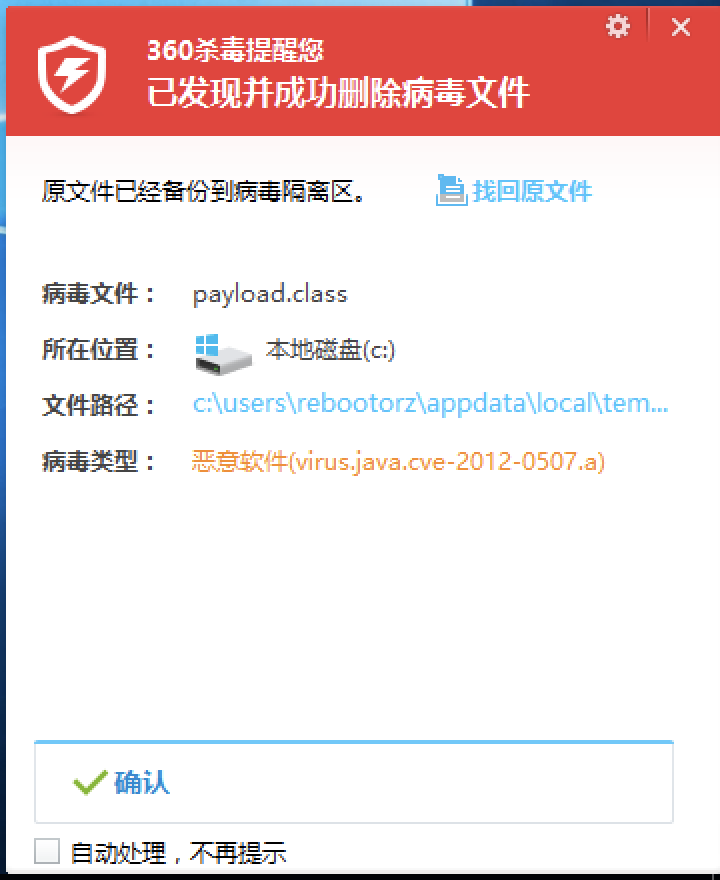 360杀毒提醒您
已发现并成功删除病毒文件
原文件已经备份到病毒隔离区。 找回原文件
病毒文件： payload.class
所在位置： 本地磁盘(c:)
文件路径： c:\users\rebootorz\appdata\local\tem...
病毒类型： 恶意软件(virus.java.cve-2012-0507.a)
确认
自动处理，不再提示